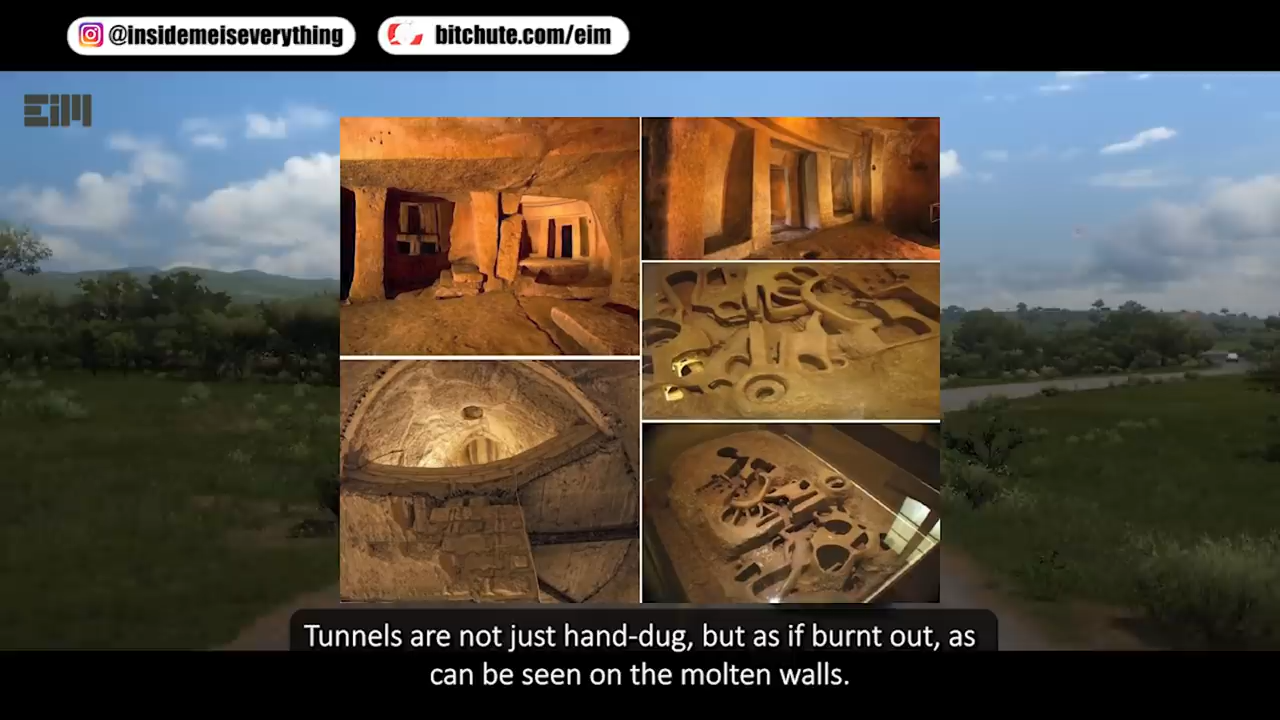 @insidemeiseverything
bitchute.com/eim
EIM
Tunnels are not just hand-dug, but as if burnt out, as
can be seen on the molten walls.